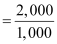 = 2,000 / 1,000